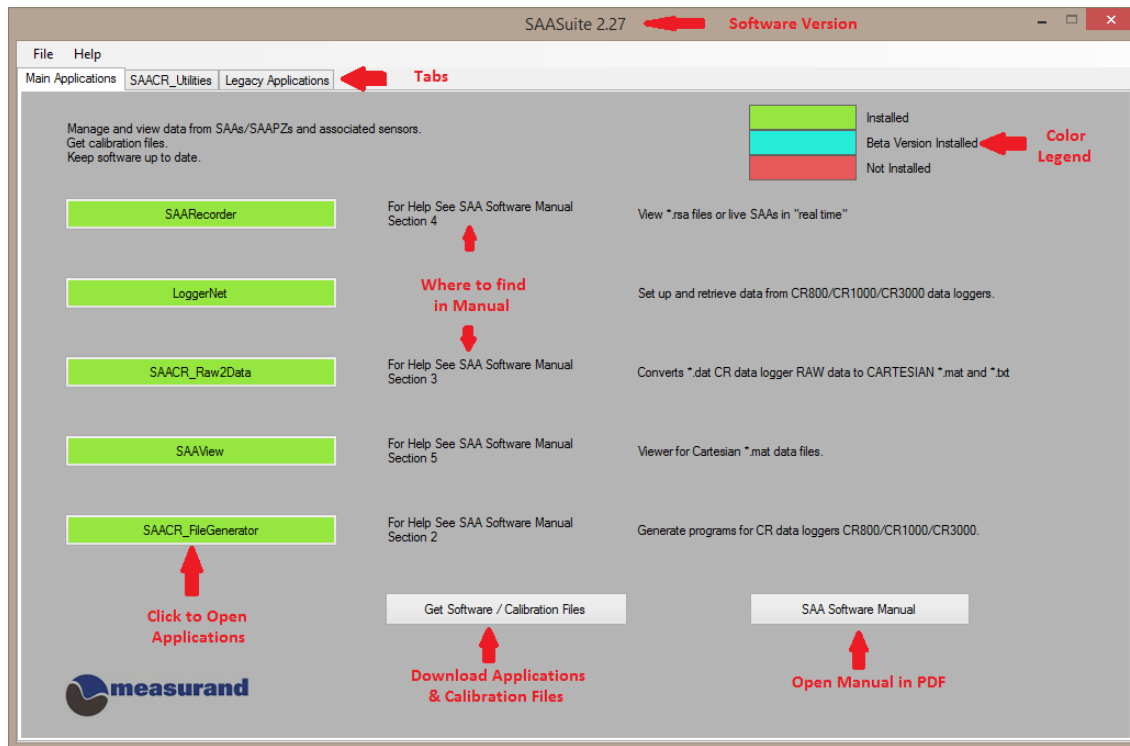 SAASuite 2.27
Software Version
File Help
Main Applications SAACR_Utilities Legacy Applications
Tabs
Manage and view data from SAAs/SAAPZs and associated sensors.
Get calibration files.
Keep software up to date.
Installed
Beta Version Installed
Not Installed
Color
Legend
SAARecorder
For Help See SAA Software Manual
Section 4
View *.rsa files or live SAAs in "real time"
Where to find
in Manual
LoggerNet
Set up and retrieve data from CR800/CR1000/CR3000 data loggers.
SAACR_Raw2Data
For Help See SAA Software Manual
Section 3
Converts *.dat CR data logger RAW data to CARTESIAN *.mat and *.txt
SAAView
For Help See SAA Software Manual
Section 5
Viewer for Cartesian *.mat data files.
SAACR_FileGenerator
For Help See SAA Software Manual
Section 2
Generate programs for CR data loggers CR800/CR1000/CR3000.
Click to Open
Applications
Get Software / Calibration Files
SAA Software Manual
Download Applications
& Calibration Files
Open Manual in PDF
measurand